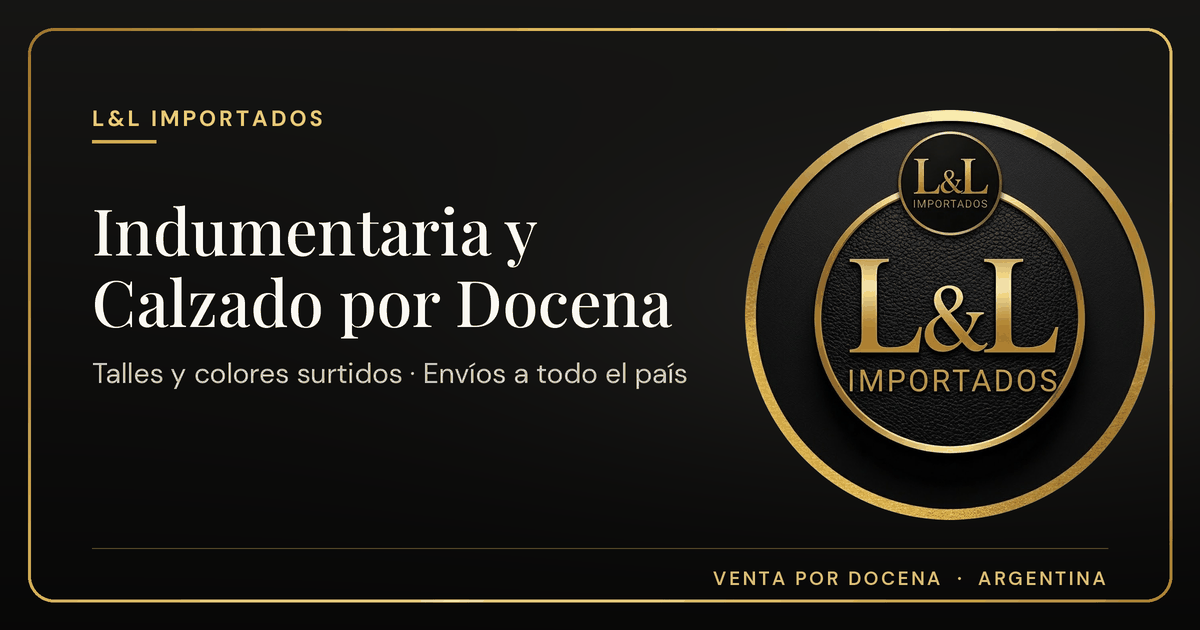 L&L IMPORTADOS
Indumentaria y
Calzado por Docena
Talles y colores surtidos · Envíos a todo el país
L&L
IMPORTADOS
L&L
IMPORTADOS
VENTA POR DOCENA · ARGENTINA